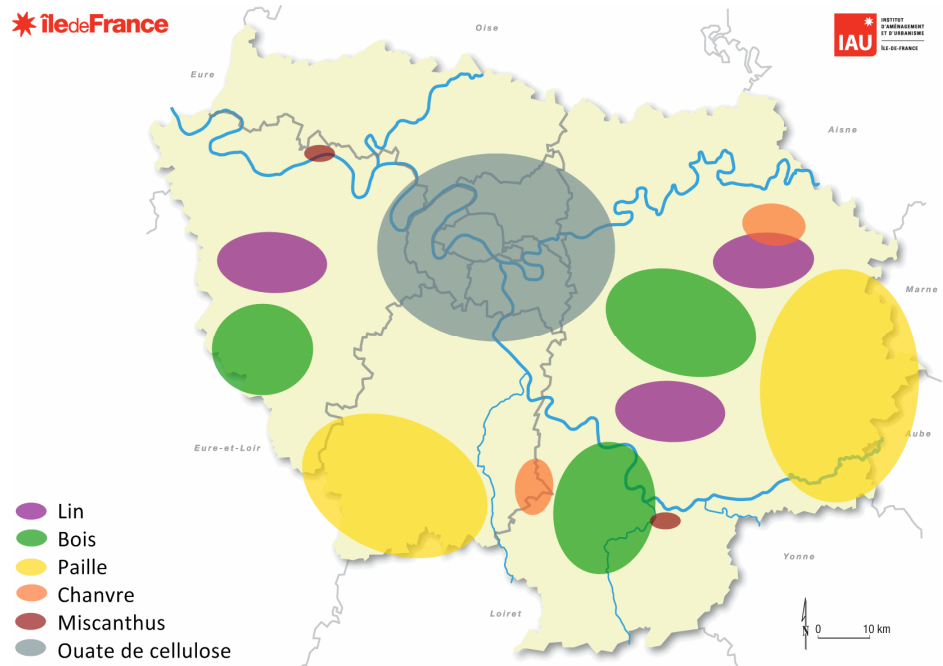 îledeFrance
IAU
INSTITUT
D'AMÉNAGEMENT
ET D'URBANISME
ÎLE-DE-FRANCE
Oise
Eure
Aisne
Marne
Aube
Eure-et-Loir
Yonne
Loiret
Lin
Bois
Paille
Chanvre
Miscanthus
Ouate de cellulose
N
0 10 km